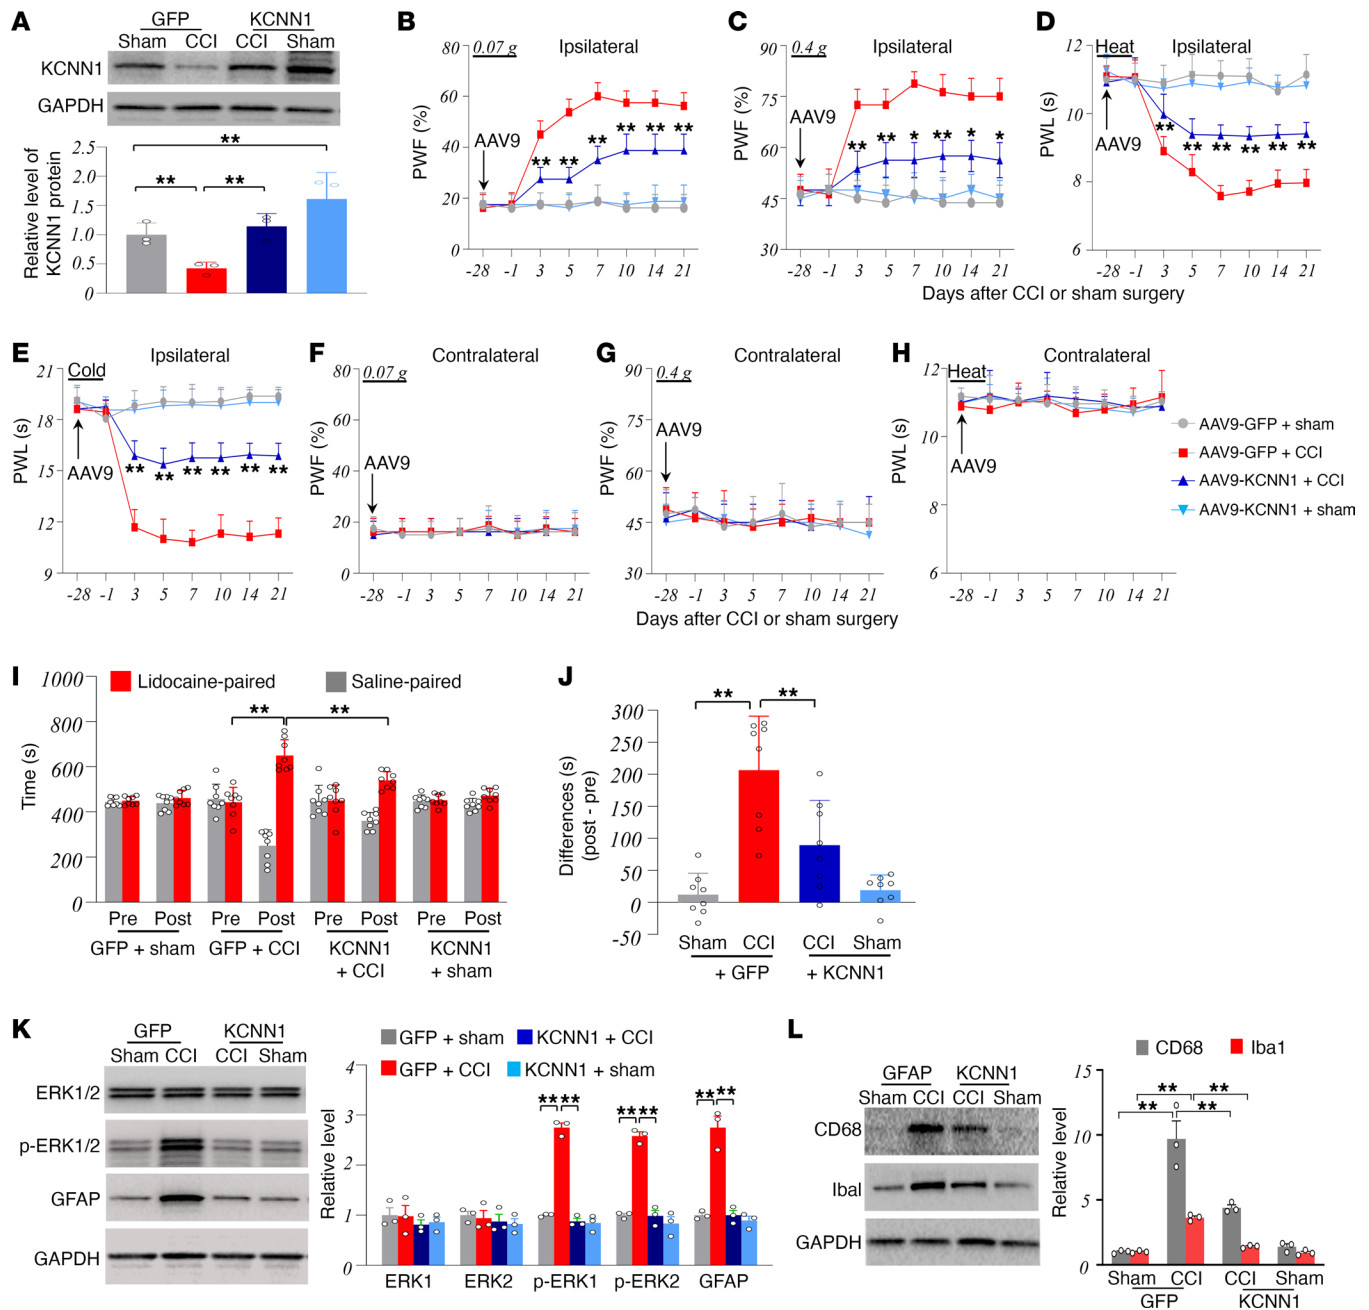 A
GFP KCNN1
Sham CCI CCI Sham
KCNN1
GAPDH
Relative level of
KCNN1 protein
2.5
**
2.0
** **
1.5
1.0
0.5
0
B
0.07 g Ipsilateral
PWF (%)
80
60
40
20
0
AAV9
** ** ** ** ** **
-28 -1 3 5 7 10 14 21
C
0.4 g Ipsilateral
PWF (%)
90
75
60
45
30
AAV9
** ** * ** * *
-28 -1 3 5 7 10 14 21
D
Heat Ipsilateral
PWL (s)
12
10
8
6
AAV9
** ** ** ** ** **
-28 -1 3 5 7 10 14 21
Days after CCI or sham surgery
E
Cold Ipsilateral
PWL (s)
21
18
15
12
9
AAV9
** ** ** ** ** **
-28 -1 3 5 7 10 14 21
F
0.07 g Contralateral
PWF (%)
80
60
40
20
0
AAV9
-28 -1 3 5 7 10 14 21
G
0.4 g Contralateral
PWF (%)
90
75
60
45
30
AAV9
-28 -1 3 5 7 10 14 21
Days after CCI or sham surgery
H
Heat Contralateral
PWL (s)
12
10
8
6
AAV9
-28 -1 3 5 7 10 14 21
AAV9-GFP + sham
AAV9-GFP + CCI
AAV9-KCNN1 + CCI
AAV9-KCNN1 + sham
I
Lidocaine-paired Saline-paired
Time (s)
1000
800
600
400
200
0
** **
Pre Post Pre Post Pre Post Pre Post
GFP + sham GFP + CCI KCNN1 KCNN1
+ CCI + sham
J
Differences (s)
(post - pre)
300
250
200
150
100
50
0
-50
** **
Sham CCI CCI Sham
+ GFP + KCNN1
K
GFP KCNN1
Sham CCI CCI Sham
ERK1/2
p-ERK1/2
GFAP
GAPDH
GFP + sham KCNN1 + CCI
GFP + CCI KCNN1 + sham
Relative level
4
3
2
1
0
** ** ** ** ** **
ERK1 ERK2 p-ERK1 p-ERK2 GFAP
L
GFAP KCNN1
Sham CCI CCI Sham
CD68
Ibal
GAPDH
CD68 Iba1
Relative level
15
10
5
0
** **
** **
Sham CCI CCI Sham
GFP KCNN1